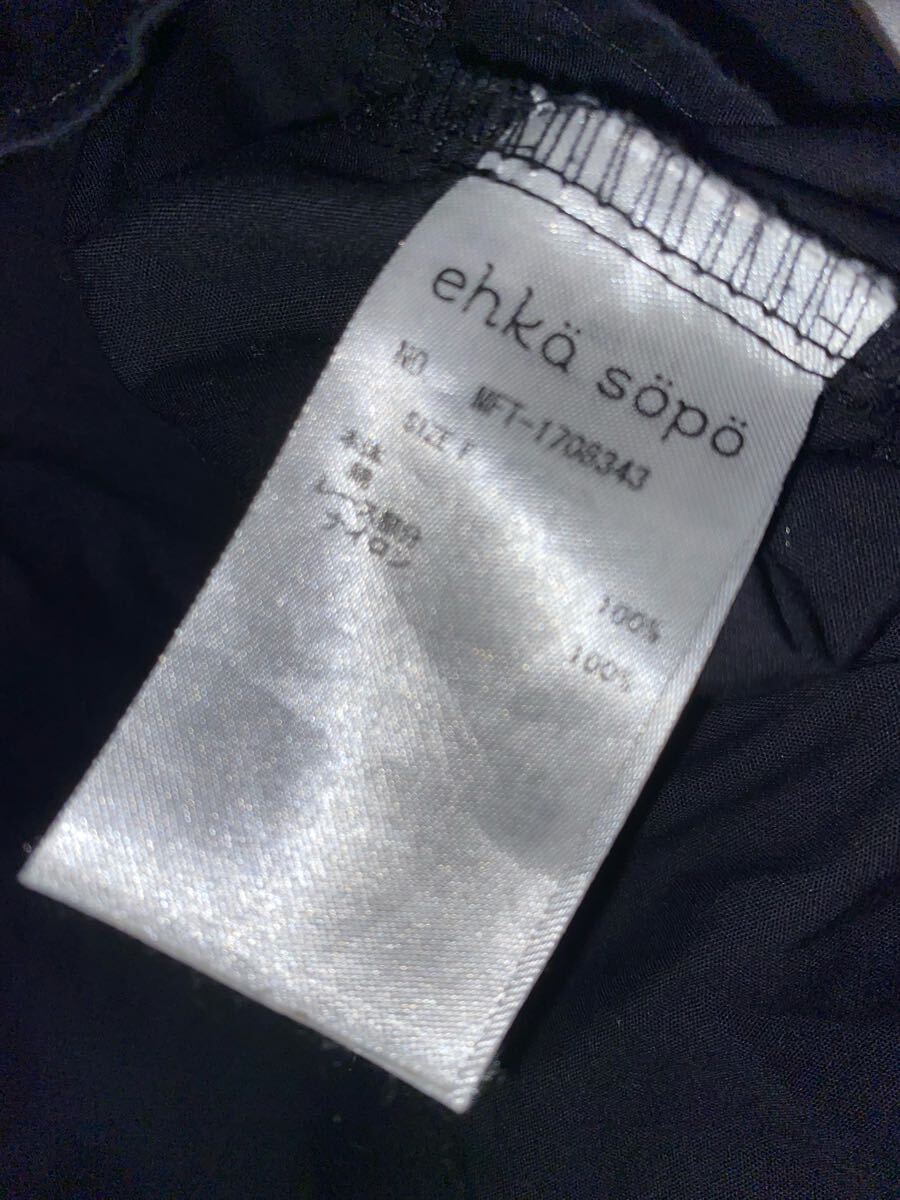 ehkä söpö
NO MFT-1708343
SIZE F
本体
綿 100%
レース部分
ナイロン 100%